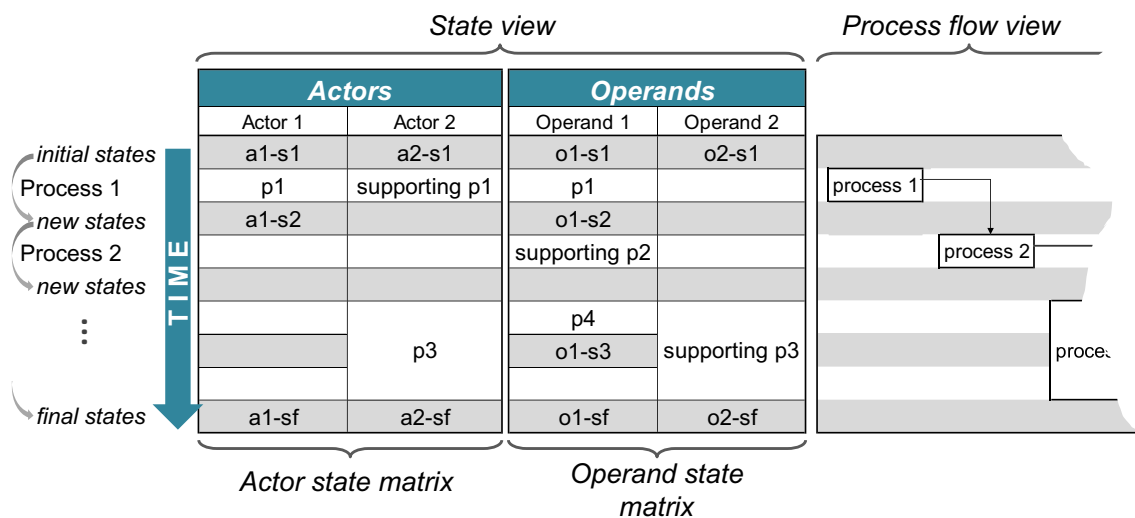 State view
Process flow view
Actors
Operands
Actor 1
Actor 2
Operand 1
Operand 2
initial states
a1-s1
a2-s1
o1-s1
o2-s1
Process 1
p1
supporting p1
p1
process 1
new states
a1-s2
o1-s2
Process 2
supporting p2
process 2
new states
TIME
...
p4
p3
o1-s3
supporting p3
proces
final states
a1-sf
a2-sf
o1-sf
o2-sf
Actor state matrix
Operand state
matrix